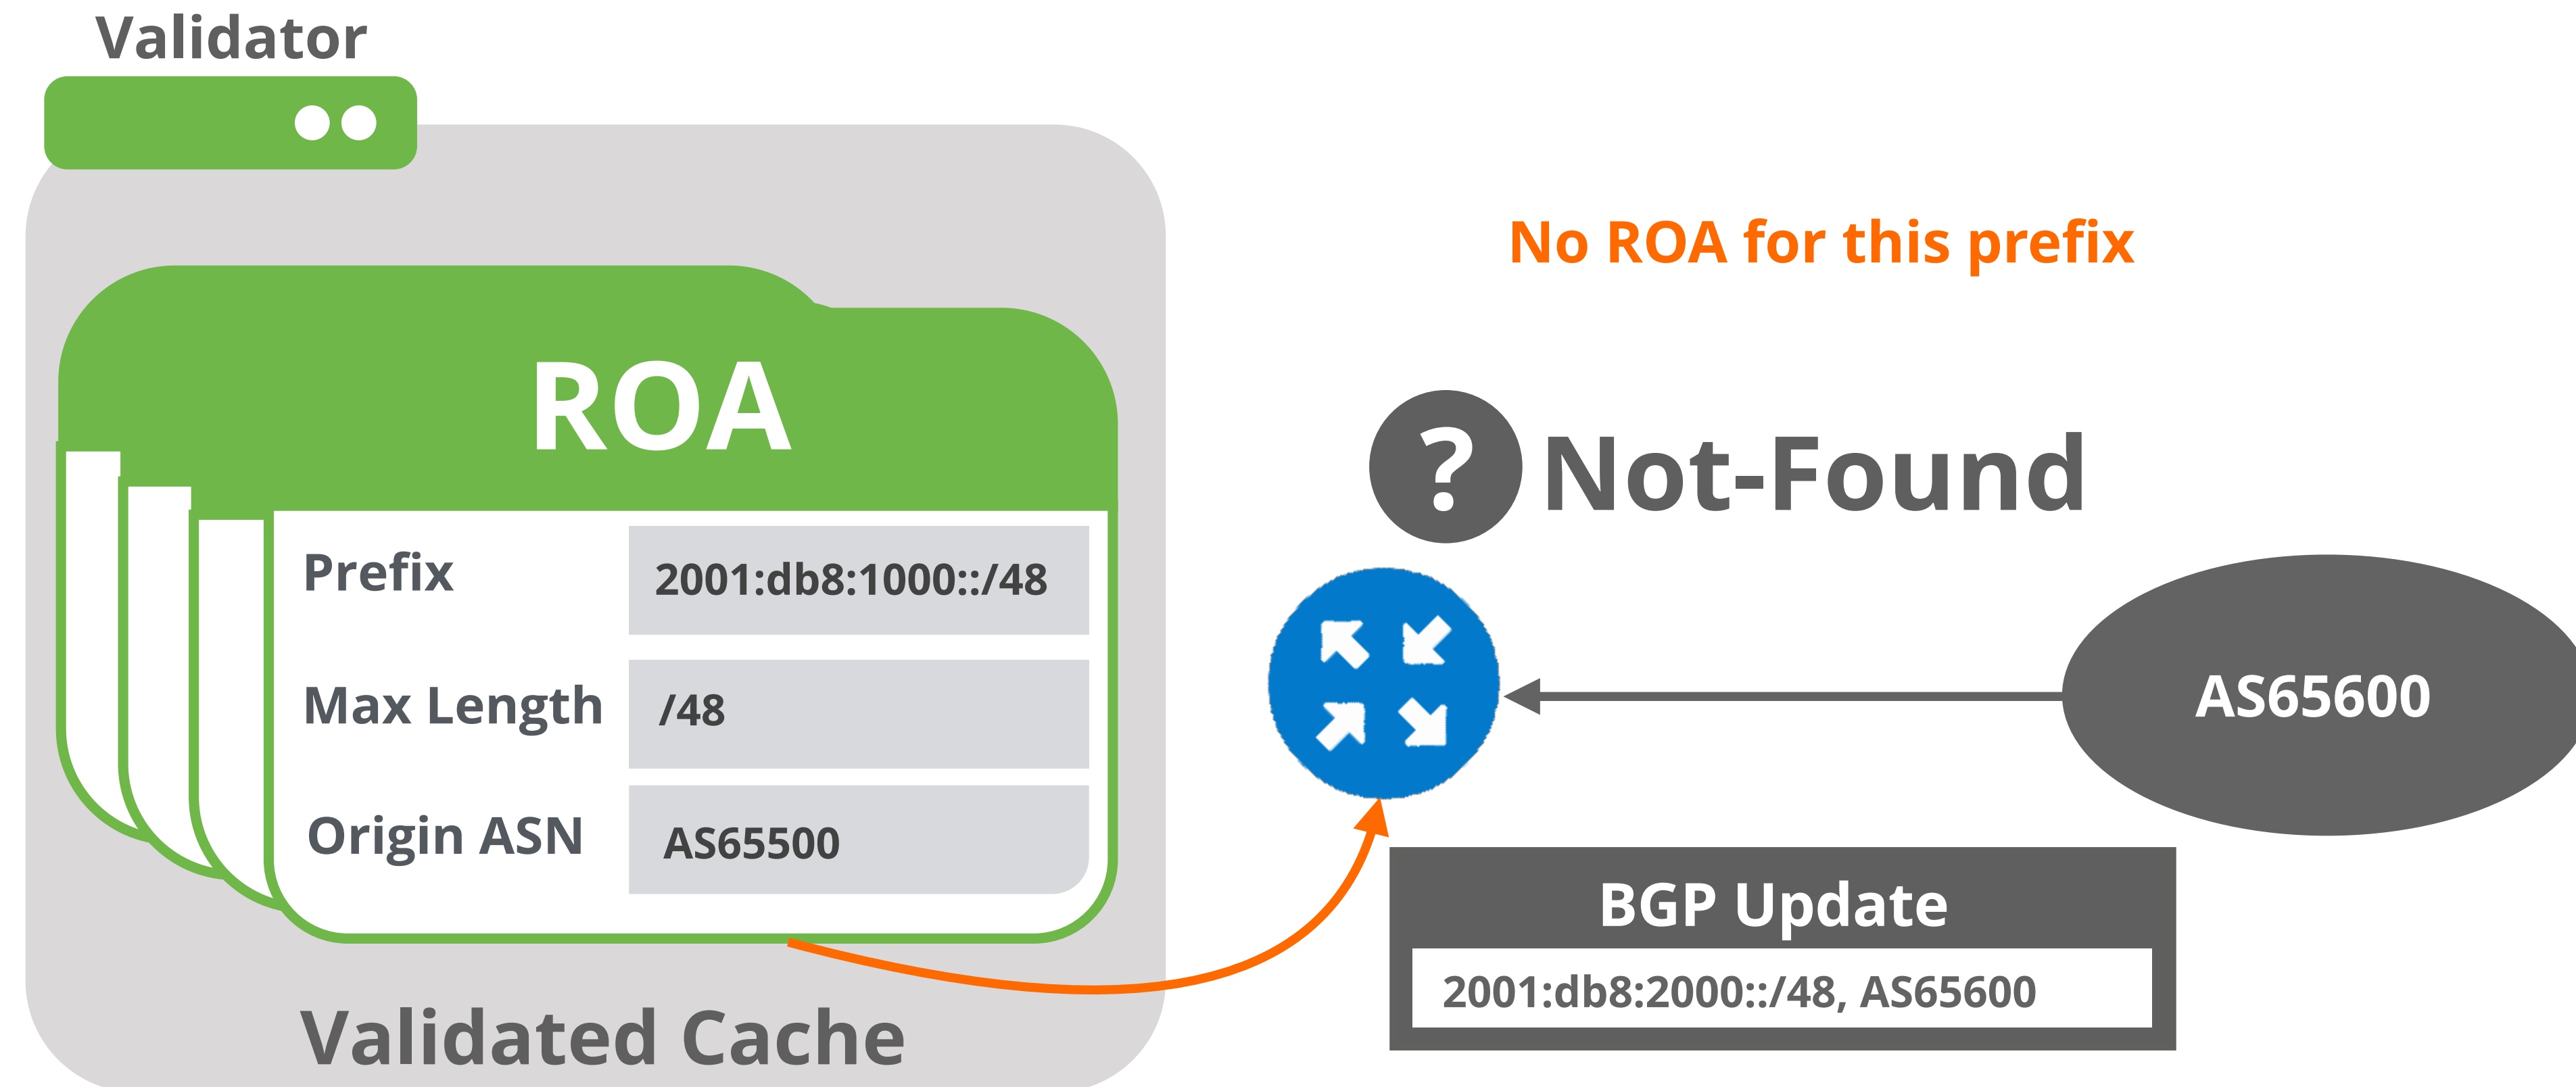 Validator
ROA
Prefix 2001:db8:1000::/48
Max Length /48
Origin ASN AS65500
Validated Cache
No ROA for this prefix
? Not-Found
AS65600
BGP Update
2001:db8:2000::/48, AS65600